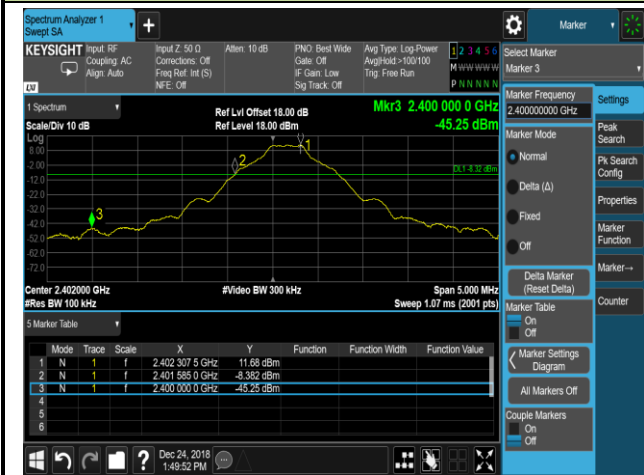 Spectrum Analyzer 1
Swept SA
+
Marker
KEYSIGHT Input: RF Input Z: 50 Ω Atten: 10 dB PNO: Best Wide Avg Type: Log-Power 1 2 3 4 5 6
Coupling: AC Corrections: Off Gate: Off Avg|Hold:>100/100 M W W W W W
Align: Auto Freq Ref: Int (S) IF Gain: Low Trig: Free Run
NFE: Off Sig Track: Off P N N N N N
LXI
Select Marker
Marker 3
1 Spectrum
Ref Lvl Offset 18.00 dB
Mkr3 2.400 000 0 GHz
Scale/Div 10 dB
Ref Level 18.00 dBm
-45.25 dBm
Log
8.00
-2.00
-12.0
-22.0
-32.0
-42.0
-52.0
-62.0
-72.0
1
2
3
DL1 -8.32 dBm
Center 2.402000 GHz #Video BW 300 kHz Span 5.000 MHz
#Res BW 100 kHz Sweep 1.07 ms (2001 pts)
5 Marker Table
Mode Trace Scale X Y Function Function Width Function Value
1 N 1 f 2.402 307 5 GHz 11.68 dBm
2 N 1 f 2.401 585 0 GHz -8.382 dBm
3 N 1 f 2.400 000 0 GHz -45.25 dBm
4
5
6
Marker Frequency
2.400000000 GHz
Marker Mode
Normal
Delta (Δ)
Fixed
Off
Delta Marker
(Reset Delta)
Marker Table
On
Off
Marker Settings
Diagram
All Markers Off
Couple Markers
On
Off
Settings
Peak
Search
Pk Search
Config
Properties
Marker
Function
Marker→
Counter
? Dec 24, 2018
1:49:52 PM